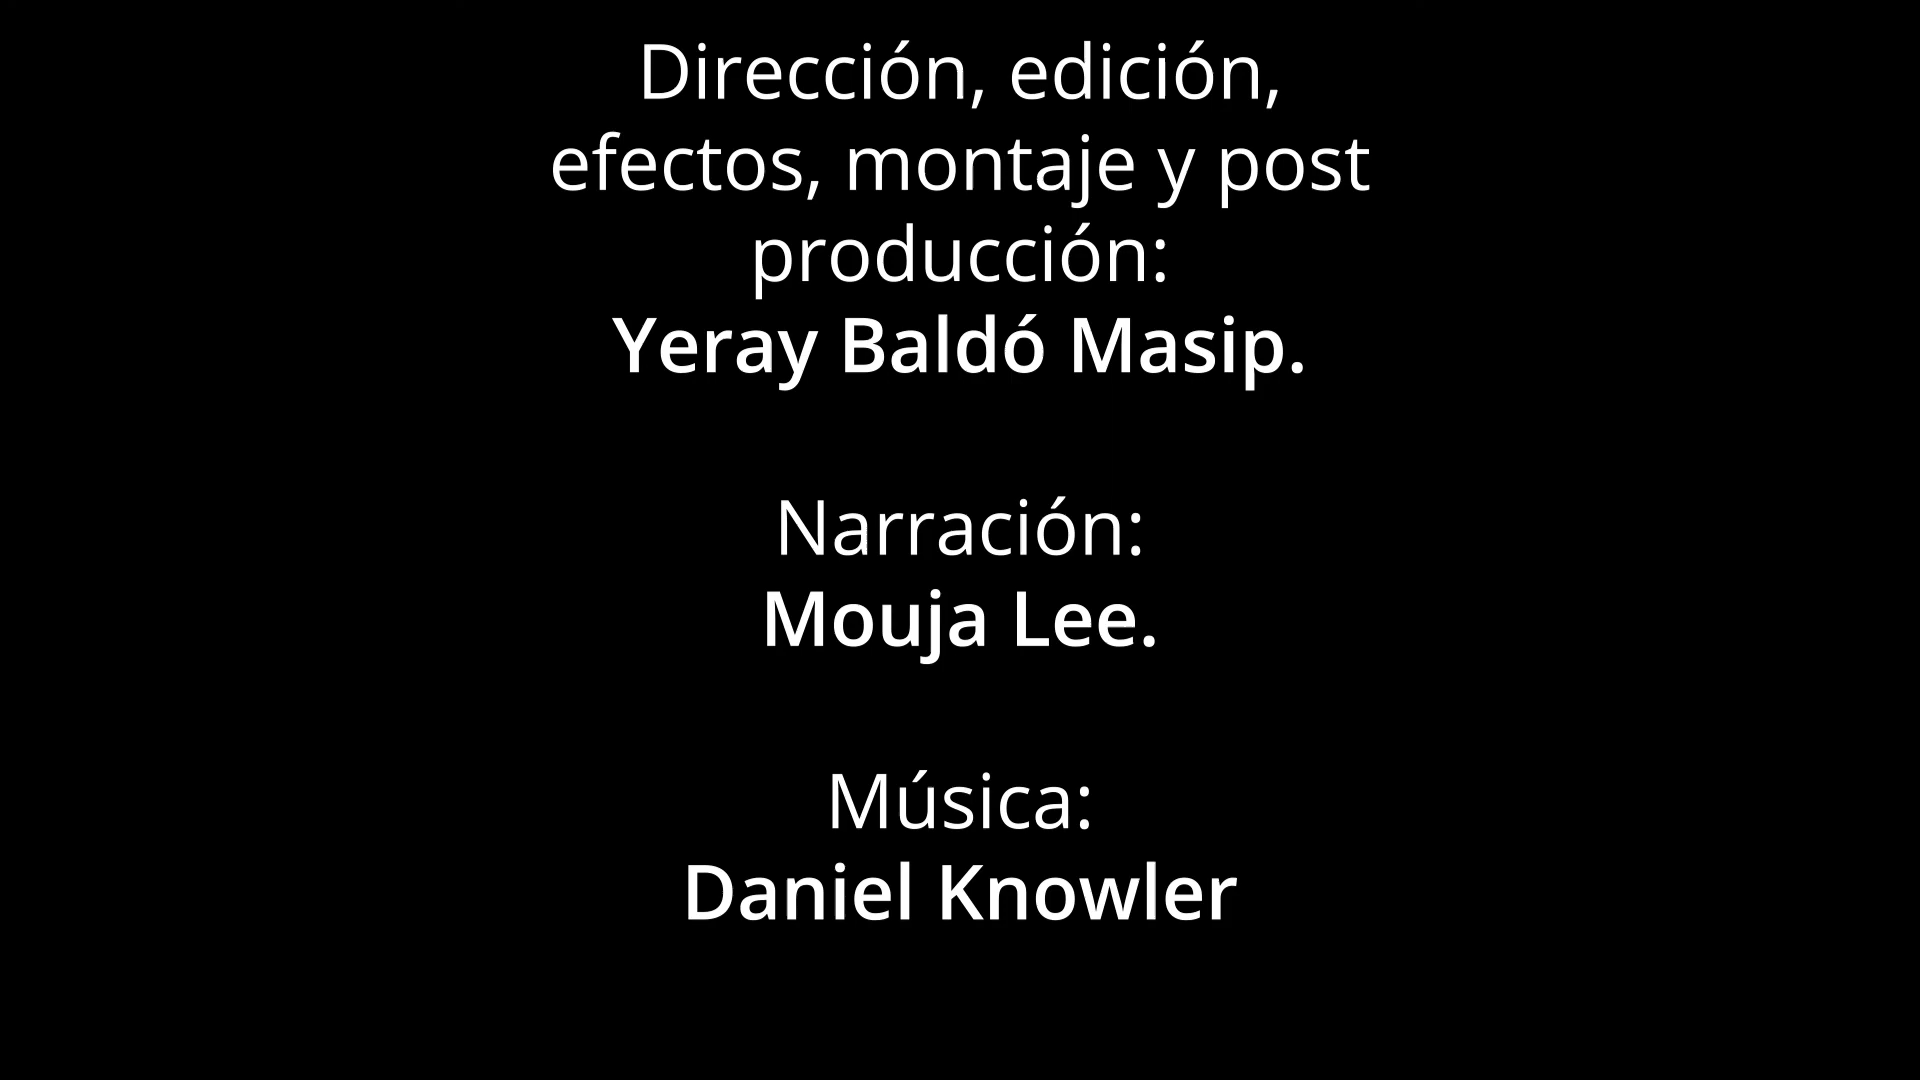 Dirección, edición,
efectos, montaje y post
producción:
Yeray Baldó Masip.
Narración:
Mouja Lee.
Música:
Daniel Knowler